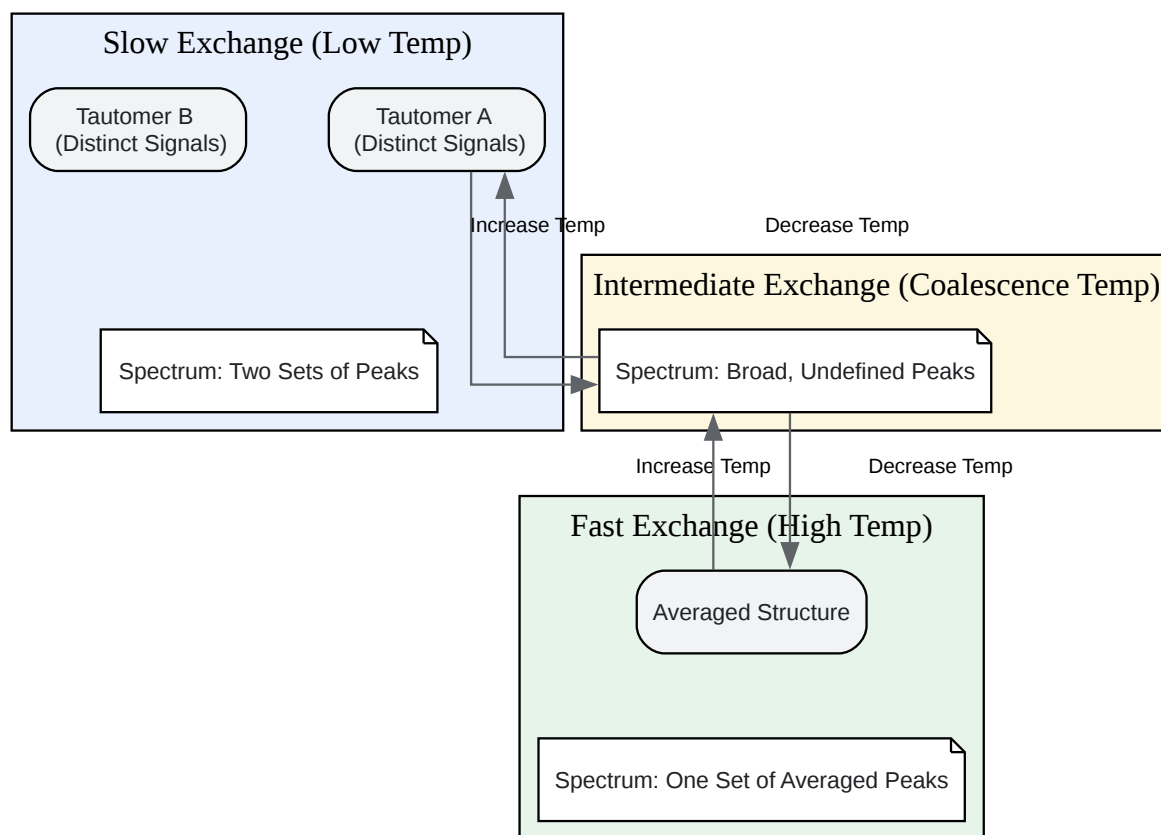 Slow Exchange (Low Temp)
Tautomer B
(Distinct Signals)
Tautomer A
(Distinct Signals)
Increase Temp
Decrease Temp
Intermediate Exchange (Coalescence Temp)
Spectrum: Two Sets of Peaks
Spectrum: Broad, Undefined Peaks
Increase Temp
Decrease Temp
Fast Exchange (High Temp)
Averaged Structure
Spectrum: One Set of Averaged Peaks